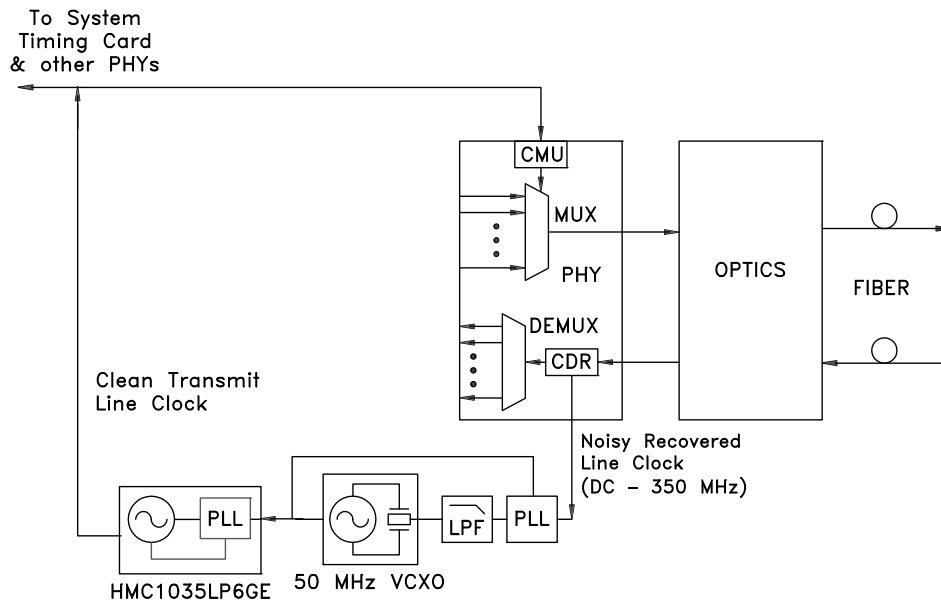 To System
Timing Card
& other PHYs
CMU
MUX
PHY
OPTICS
FIBER
DEMUX
CDR
Clean Transmit
Line Clock
Noisy Recovered
Line Clock
(DC - 350 MHz)
PLL
LPF
PLL
HMC1035LP6GE
50 MHz VCXO